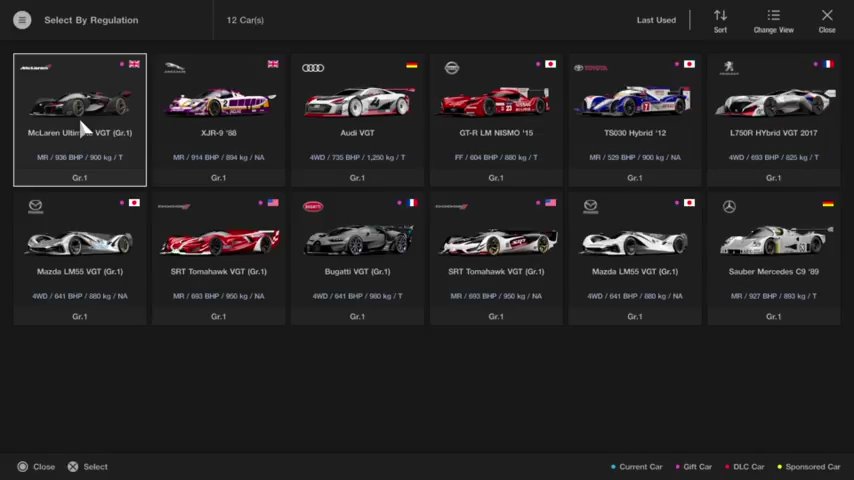 Select By Regulation
12 Car(s)
Last Used
Sort
Change View
Close
McLaren
McLaren Ultimate VGT (Gr.1)
MR / 936 BHP / 900 kg / T
Gr.1
JAGUAR
XJR-9 '88
MR / 914 BHP / 894 kg / NA
Gr.1
Audi VGT
4WD / 735 BHP / 1,250 kg / T
Gr.1
GT-R LM NISMO '15
FF / 604 BHP / 880 kg / T
Gr.1
TS030 Hybrid '12
MR / 529 BHP / 900 kg / NA
Gr.1
PEUGEOT
L750R HYbrid VGT 2017
4WD / 693 BHP / 825 kg / T
Gr.1
Mazda LM55 VGT (Gr.1)
4WD / 641 BHP / 880 kg / NA
Gr.1
SRT Tomahawk VGT (Gr.1)
MR / 693 BHP / 950 kg / NA
Gr.1
BUGATTI
Bugatti VGT (Gr.1)
4WD / 641 BHP / 980 kg / T
Gr.1
SRT Tomahawk VGT (Gr.1)
MR / 693 BHP / 950 kg / NA
Gr.1
Mazda LM55 VGT (Gr.1)
4WD / 641 BHP / 880 kg / NA
Gr.1
Sauber Mercedes C9 '89
MR / 927 BHP / 893 kg / T
Gr.1
Close
Select
Current Car
Gift Car
DLC Car
Sponsored Car